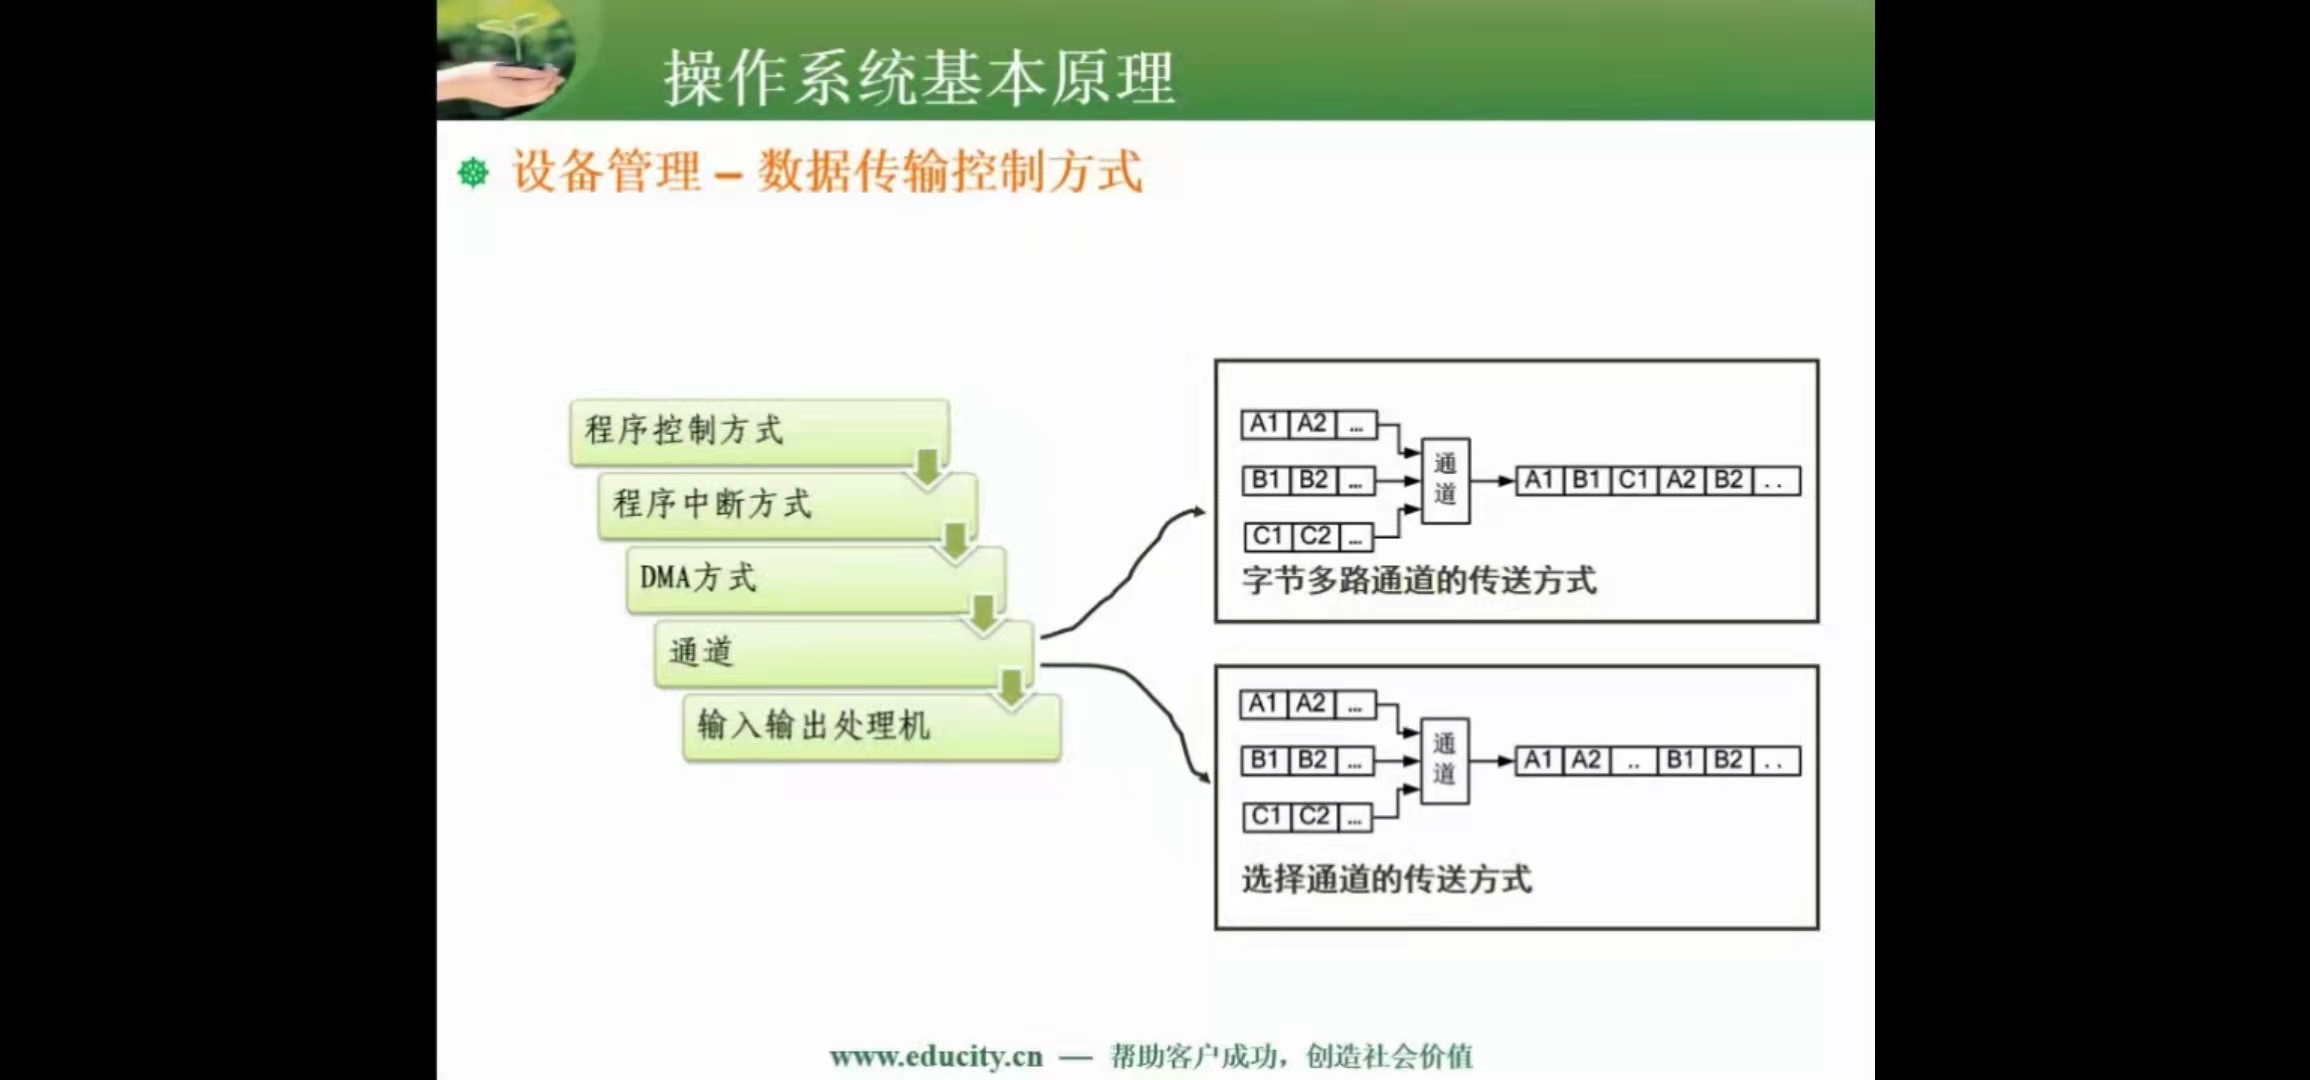 操作系统基本原理
设备管理 – 数据传输控制方式
程序控制方式
程序中断方式
DMA方式
通道
输入输出处理机
A1 A2 ...
B1 B2 ...
C1 C2 ...
通道
A1 B1 C1 A2 B2 ..
字节多路通道的传送方式
A1 A2 ...
B1 B2 ...
C1 C2 ...
通道
A1 A2 .. B1 B2 ..
选择通道的传送方式
www.educity.cn — 帮助客户成功，创造社会价值